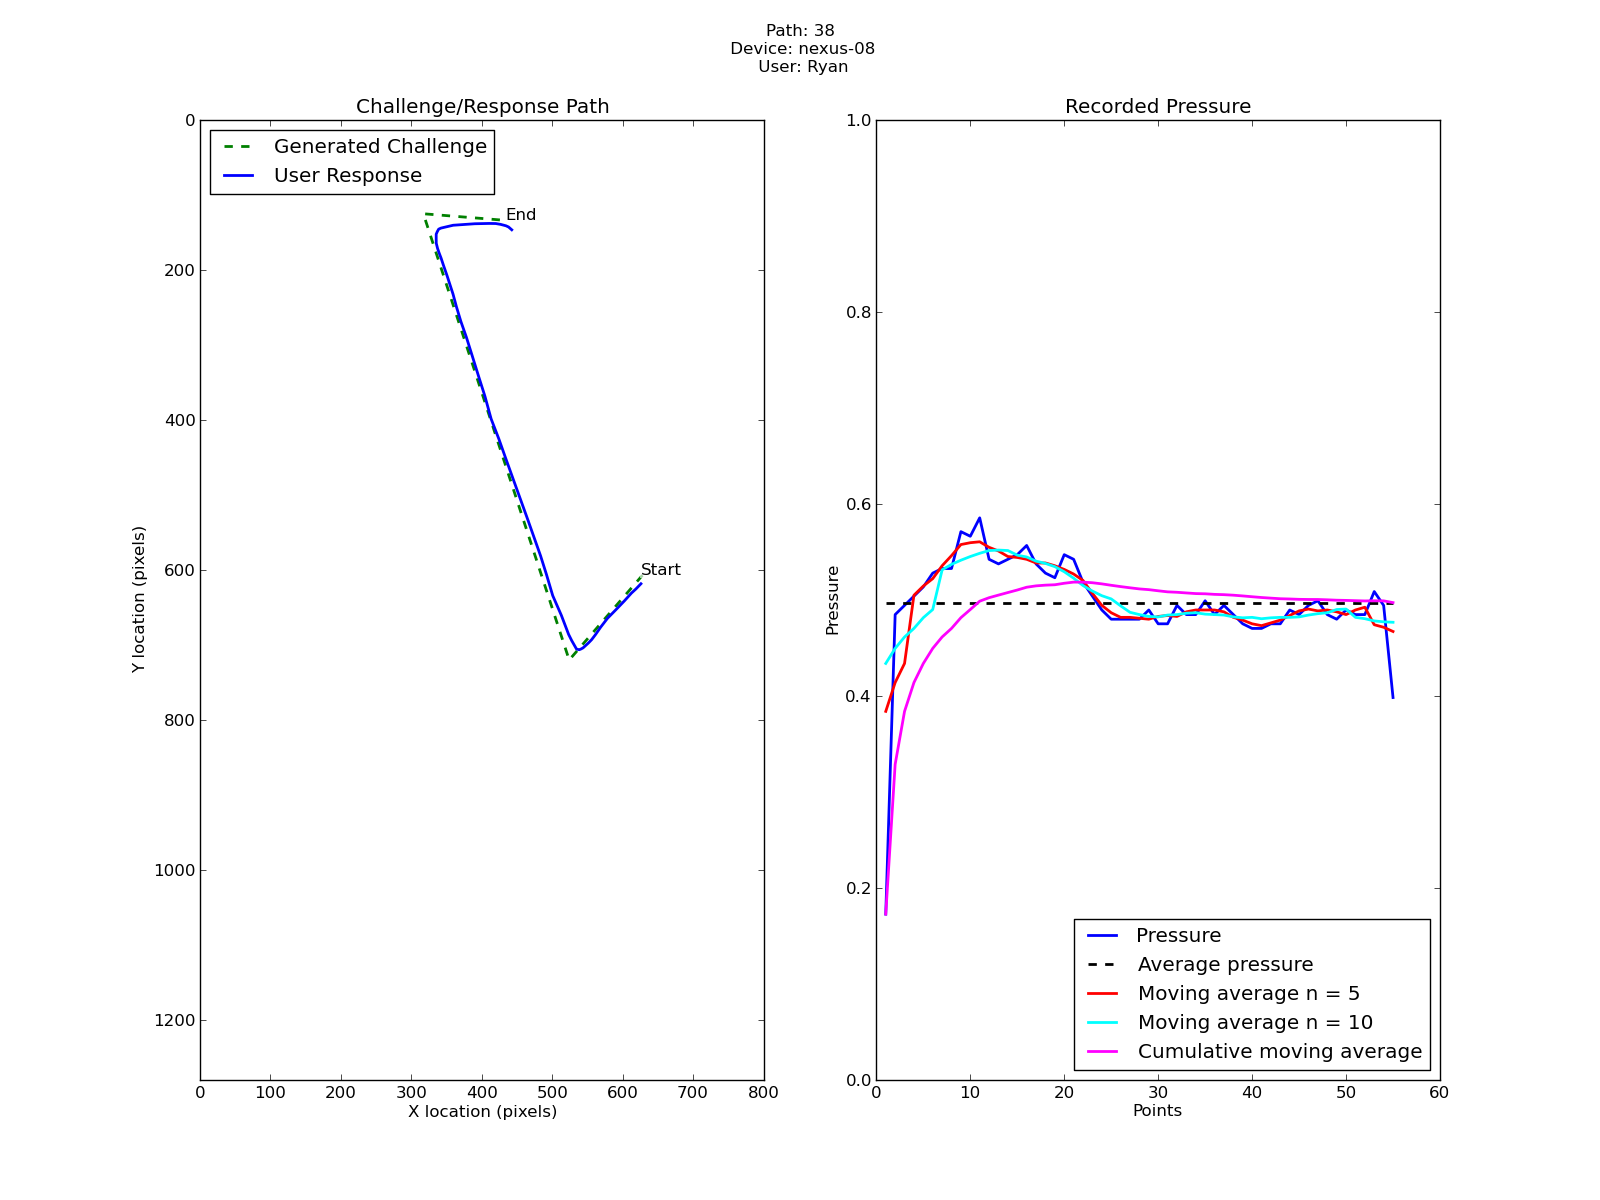 Path: 38
Device: nexus-08
User: Ryan
Challenge/Response Path
Generated Challenge
User Response
End
Start
0
200
400
600
800
1000
1200
Y location (pixels)
0 100 200 300 400 500 600 700 800
X location (pixels)
Recorded Pressure
1.0
0.8
0.6
0.4
0.2
0.0
Pressure
Pressure
Average pressure
Moving average n = 5
Moving average n = 10
Cumulative moving average
0 10 20 30 40 50 60
Points